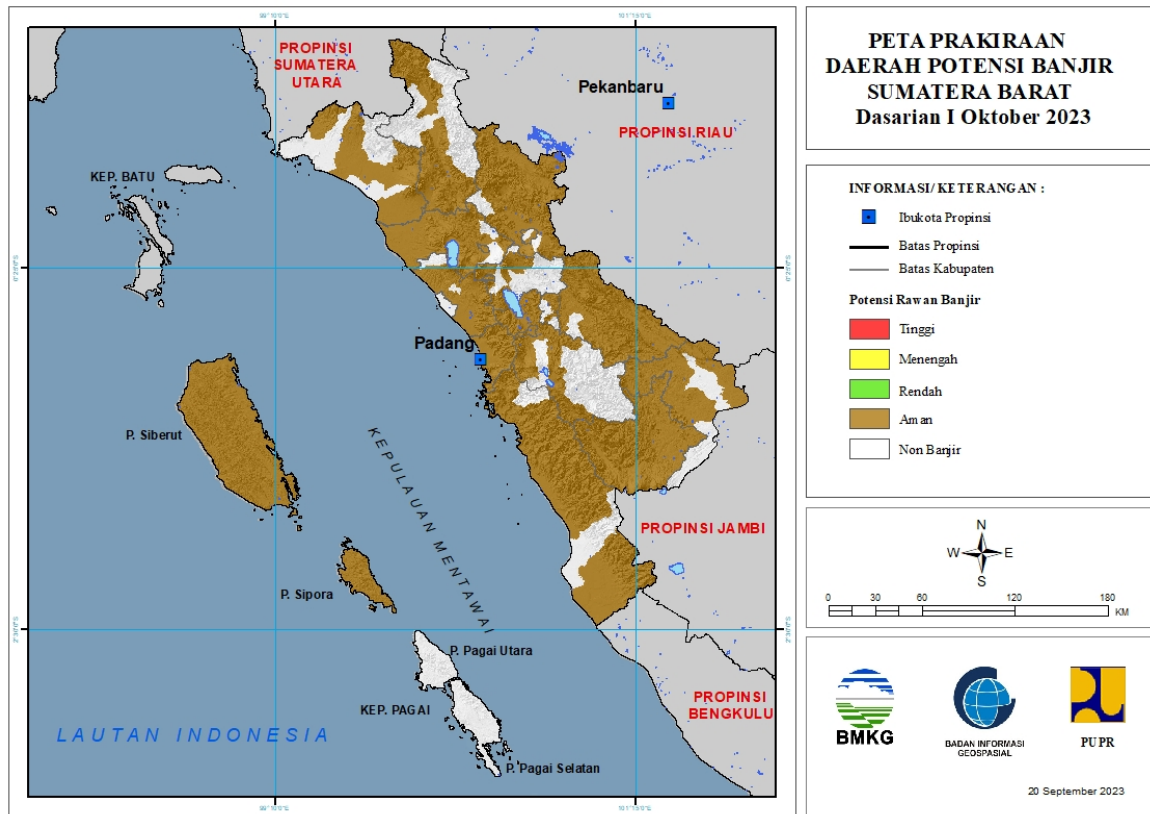 PETA PRAKIRAAN
DAERAH POTENSI BANJIR
SUMATERA BARAT
Dasarian I Oktober 2023
INFORMASI/ KETERANGAN :
Ibukota Propinsi
Batas Propinsi
Batas Kabupaten
Potensi Rawan Banjir
Tinggi
Menengah
Rendah
Aman
Non Banjir
N
W E
S
0 15 30 60 120 180
KM
BMKG
BADAN INFORMASI
GEOSPASIAL
PUPR
20 September 2023
PROPINSI
SUMATERA
UTARA
Pekanbaru
PROPINSI RIAU
KEP. BATU
Padang
P. Siberut
KEPULAUAN MENTAWAI
PROPINSI JAMBI
P. Sipora
P. Pagai Utara
KEP. PAGAI
PROPINSI
BENGKULU
LAUTAN INDONESIA
P. Pagai Selatan